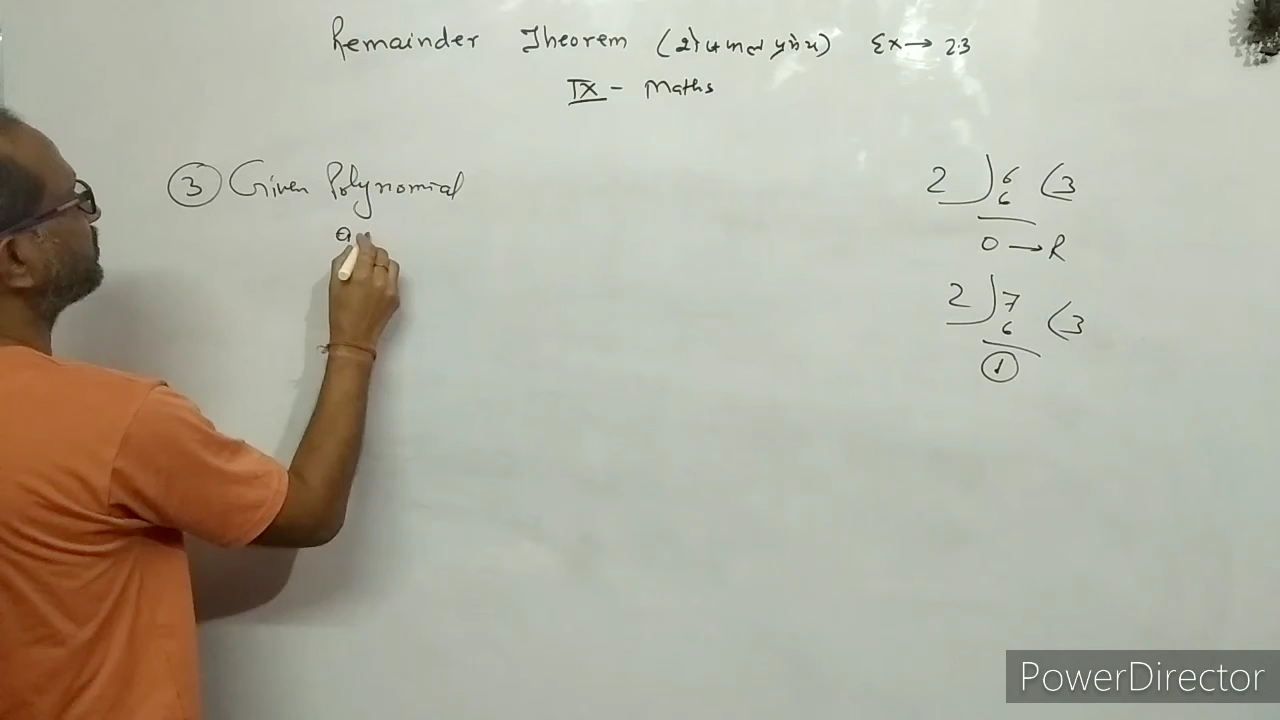 Remainder Theorem (શેષમાન પ્રમેય) Ex → 2.3
IX - Maths
③ Given Polynomial
a
2 ) 6 ( 3
6
0 → R
2 ) 7 ( 3
6
①
PowerDirector